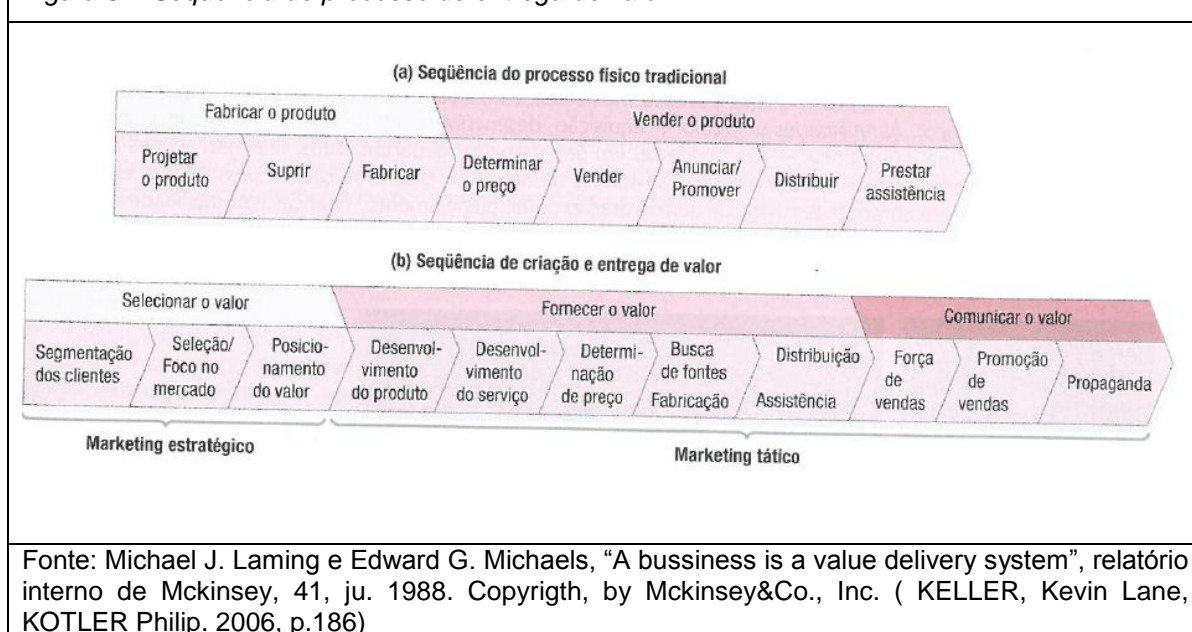 (a) Seqüência do processo físico tradicional
Fabricar o produto
Vender o produto
Projetar
o produto
Suprir
Fabricar
Determinar
o preço
Vender
Anunciar/
Promover
Distribuir
Prestar
assistência
(b) Seqüência de criação e entrega de valor
Selecionar o valor
Fornecer o valor
Comunicar o valor
Segmentação
dos clientes
Seleção/
Foco no
mercado
Posicio-
namento
do valor
Desenvol-
vimento
do produto
Desenvol-
vimento
do serviço
Determi-
nação
de preço
Busca
de fontes
Fabricação
Distribuição
Assistência
Força
de
vendas
Promoção
de
vendas
Propaganda
Marketing estratégico
Marketing tático
Fonte: Michael J. Laming e Edward G. Michaels, “A bussiness is a value delivery system”, relatório
interno de Mckinsey, 41, ju. 1988. Copyrigth, by Mckinsey&Co., Inc. ( KELLER, Kevin Lane,
KOTLER Philip. 2006, p.186)